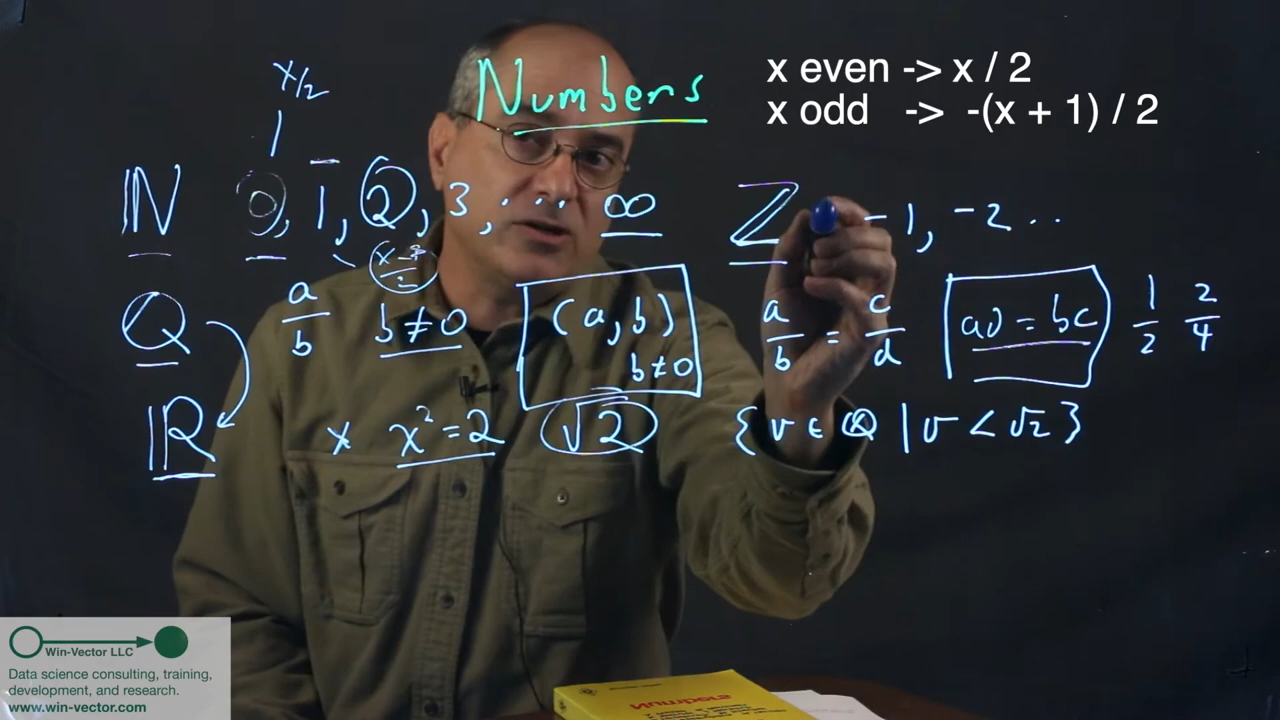 Numbers
x even -> x / 2
x odd -> -(x + 1) / 2
x/2
1
ℕ 0, 1, 2, 3, ... ∞ ℤ -1, -2 ..
ℚ a/b b≠0 (a,b) b≠0 a/b = c/d ad = bc 1/2 2/4
ℝ x x²=2 √2 {v ∈ ℚ | v < √2}
Win-Vector LLC
Data science consulting, training,
development, and research.
www.win-vector.com
Numbers